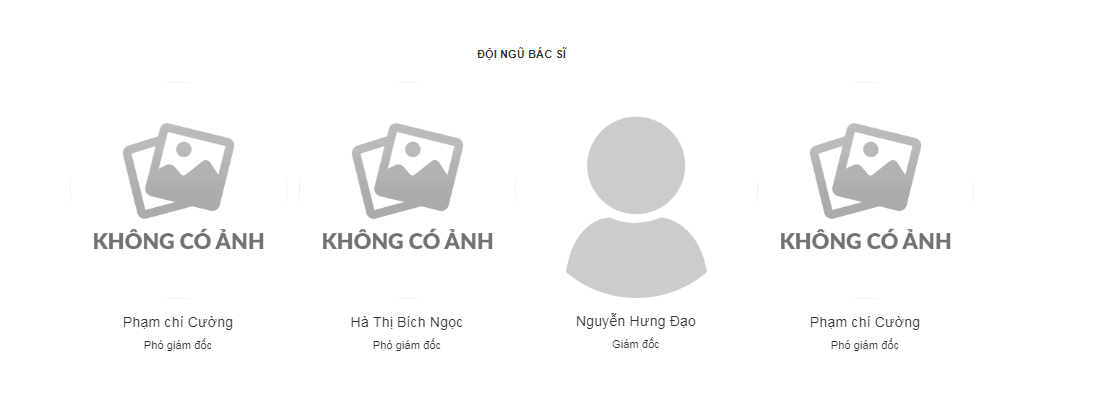 ĐỘI NGŨ BÁC SĨ
KHÔNG CÓ ẢNH
KHÔNG CÓ ẢNH
KHÔNG CÓ ẢNH
Phạm chí Cường
Hà Thị Bích Ngọc
Nguyễn Hưng Đạo
Phạm chí Cường
Phó giám đốc
Phó giám đốc
Giám đốc
Phó giám đốc